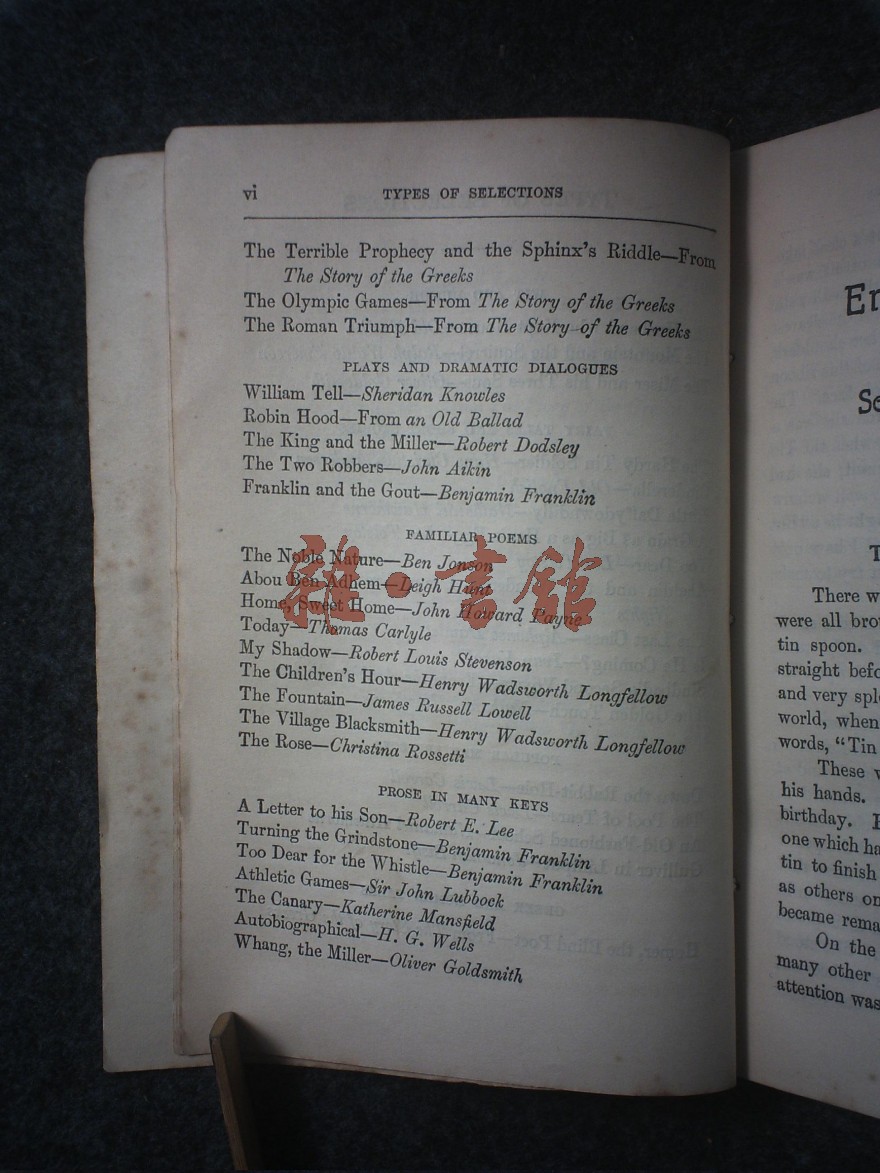 vi TYPES OF SELECTIONS
The Terrible Prophecy and the Sphinx's Riddle—From
The Story of the Greeks
The Olympic Games—From The Story of the Greeks
The Roman Triumph—From The Story of the Greeks
PLAYS AND DRAMATIC DIALOGUES
William Tell—Sheridan Knowles
Robin Hood—From an Old Ballad
The King and the Miller—Robert Dodsley
The Two Robbers—John Aikin
Franklin and the Gout—Benjamin Franklin
FAMILIAR POEMS
The Noble Nature—Ben Jonson
Abou Ben Adhem—Leigh Hunt
Home, Sweet Home—John Howard Payne
Today—Thomas Carlyle
My Shadow—Robert Louis Stevenson
The Children's Hour—Henry Wadsworth Longfellow
The Fountain—James Russell Lowell
The Village Blacksmith—Henry Wadsworth Longfellow
The Rose—Christina Rossetti
PROSE IN MANY KEYS
A Letter to his Son—Robert E. Lee
Turning the Grindstone—Benjamin Franklin
Too Dear for the Whistle—Benjamin Franklin
Athletic Games—Sir John Lubbock
The Canary—Katherine Mansfield
Autobiographical—H. G. Wells
Whang, the Miller—Oliver Goldsmith
雜·書館
There
were all
tin spoon.
straight
and very
world, when
words, "Tin
These
his hands.
birthday.
one which
tin to finish
as others
became
On the
many other
attention was